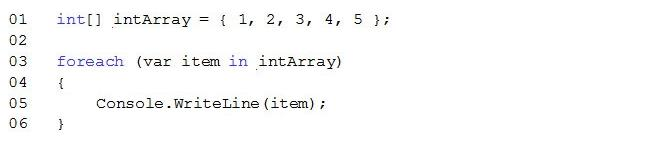 01 int[] intArray = { 1, 2, 3, 4, 5 };
02
03 foreach (var item in intArray)
04 {
05 Console.WriteLine(item);
06 }